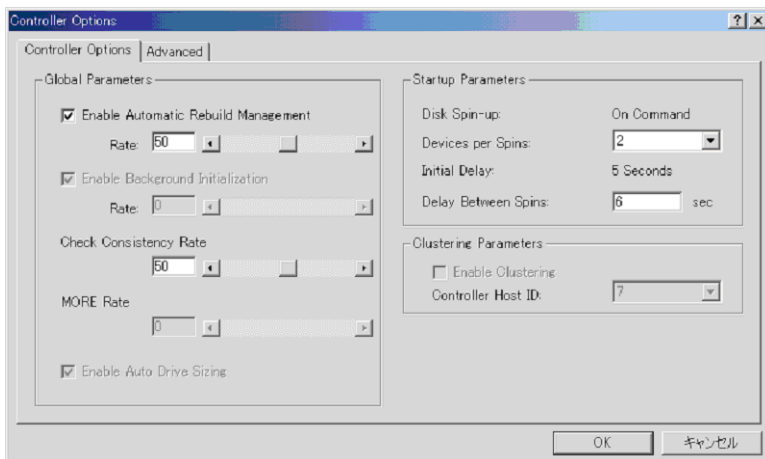 Controller Options
Controller Options
Advanced
Global Parameters
Enable Automatic Rebuild Management
Rate: 50
Enable Background Initialization
Rate: 0
Check Consistency Rate
50
MORE Rate
0
Enable Auto Drive Sizing
Startup Parameters
Disk Spin-up: On Command
Devices per Spins: 2
Initial Delay: 5 Seconds
Delay Between Spins: 6 sec
Clustering Parameters
Enable Clustering
Controller Host ID: 7
OK
キャンセル